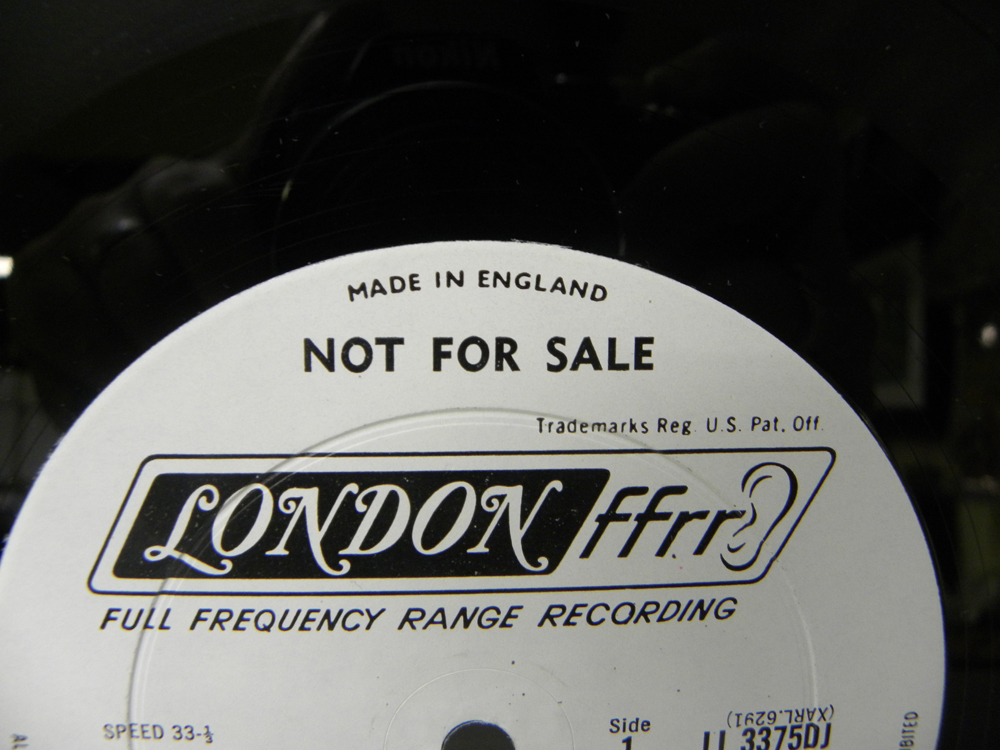 MADE IN ENGLAND
NOT FOR SALE
Trademarks Reg. U.S. Pat. Off.
LONDON ffrr
FULL FREQUENCY RANGE RECORDING
SPEED 33-⅓
Side
1
(XARL.6291)
LL 3375DJ